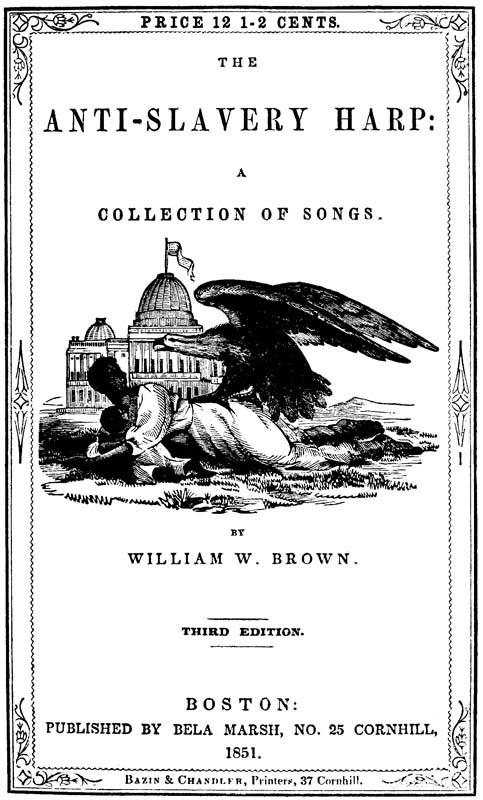 PRICE 12 1-2 CENTS.
THE
ANTI-SLAVERY HARP:
A
COLLECTION OF SONGS.
BY
WILLIAM W. BROWN.
THIRD EDITION.
BOSTON:
PUBLISHED BY BELA MARSH, NO. 25 CORNHILL,
1851.
BAZIN & CHANDLER, Printers, 37 Cornhill.